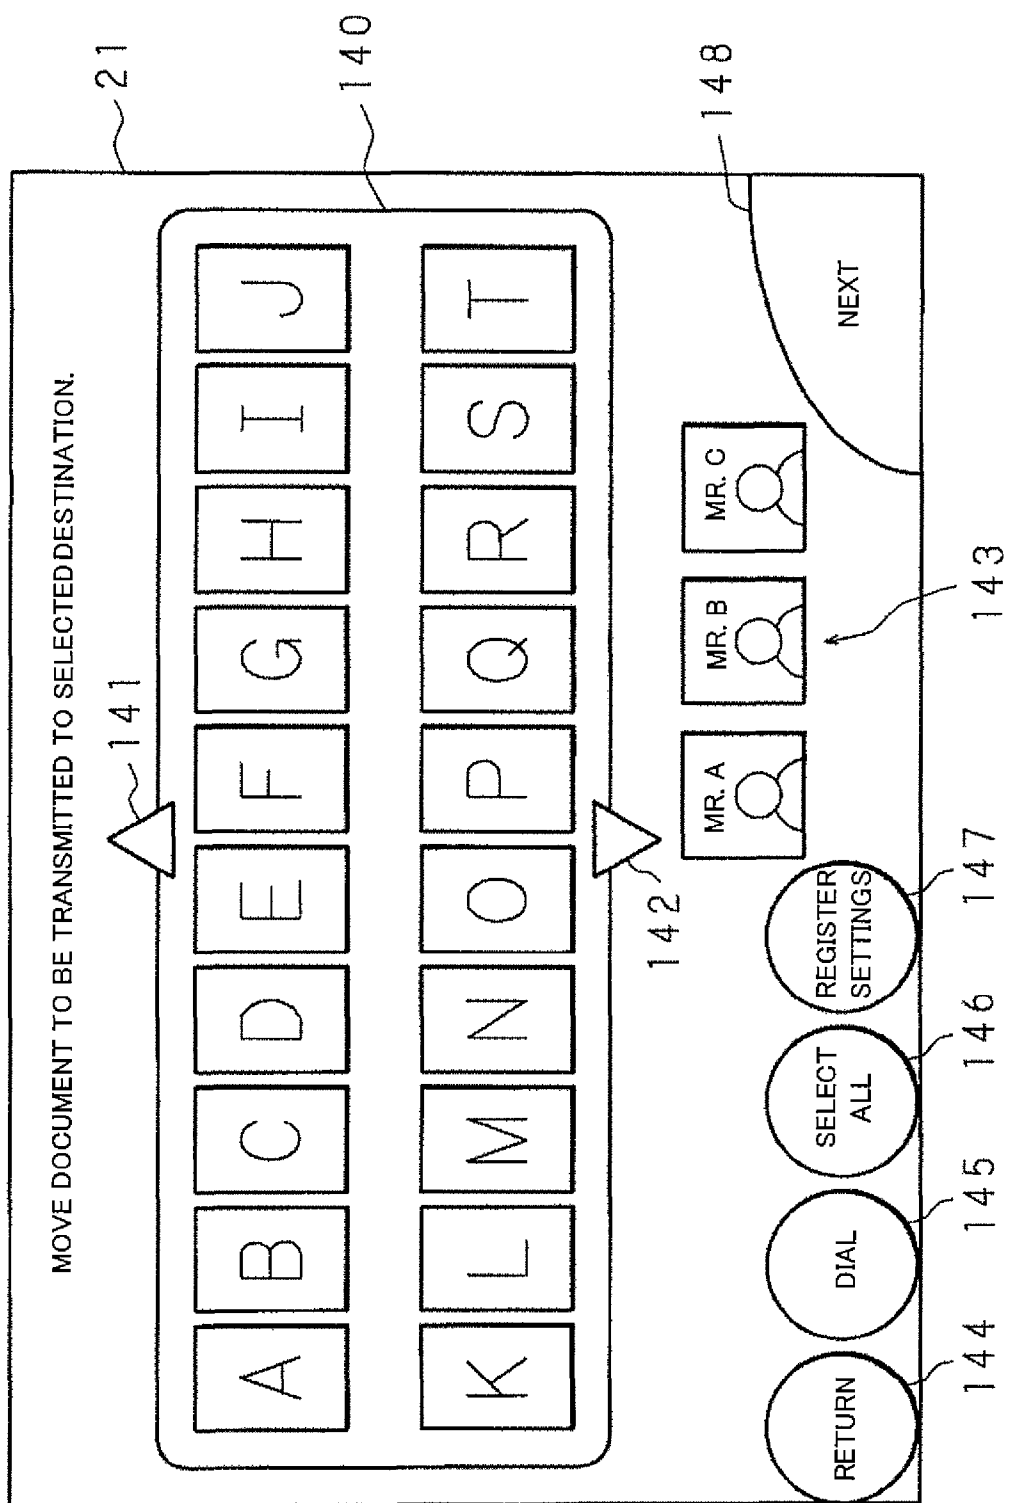 21
140
MOVE DOCUMENT TO BE TRANSMITTED TO SELECTED DESTINATION.
141
A B C D E F G H I J
K L M N O P Q R S T
142
148
MR. A
MR. B
MR. C
143
RETURN
DIAL
SELECT
ALL
REGISTER
SETTINGS
NEXT
144
145
146
147